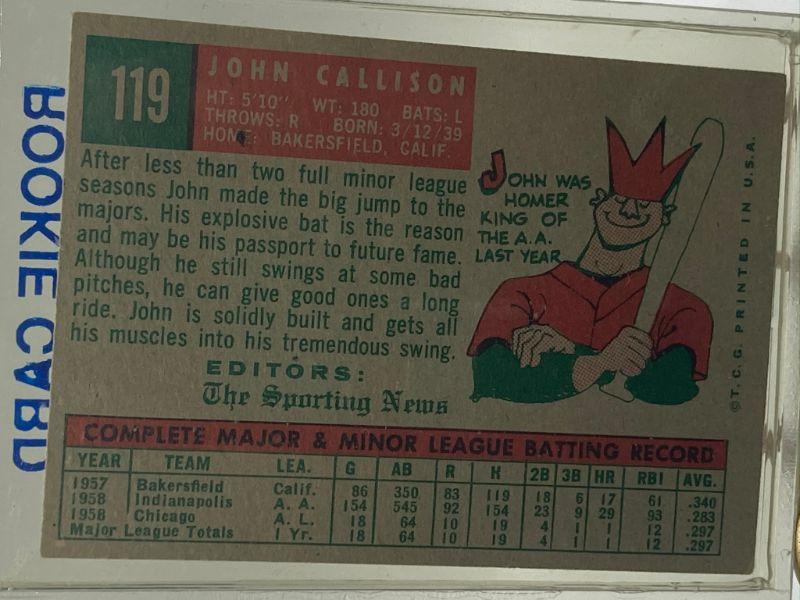 119
JOHN CALLISON
HT: 5'10" WT: 180 BATS: L
THROWS: R BORN: 3/12/39
HOME: BAKERSFIELD, CALIF.
After less than two full minor league
seasons John made the big jump to the
majors. His explosive bat is the reason
and may be his passport to future fame.
Although he still swings at some bad
pitches, he can give good ones a long
ride. John is solidly built and gets all
his muscles into his tremendous swing.
EDITORS:
The Sporting News
JOHN WAS
HOMER
KING OF
THE A.A.
LAST YEAR
©T.C.G. PRINTED IN U.S.A.
COMPLETE MAJOR & MINOR LEAGUE BATTING RECORD
YEAR TEAM LEA. G AB R H 2B 3B HR RBI AVG.
1957 Bakersfield Calif. 86 350 83 119 18 6 17 61 .340
1958 Indianapolis A. A. 154 545 92 154 23 9 29 93 .283
1958 Chicago A. L. 18 64 10 19 4 1 1 12 .297
Major League Totals 1 Yr. 18 64 10 19 4 1 1 12 .297
ROOKIE CARD